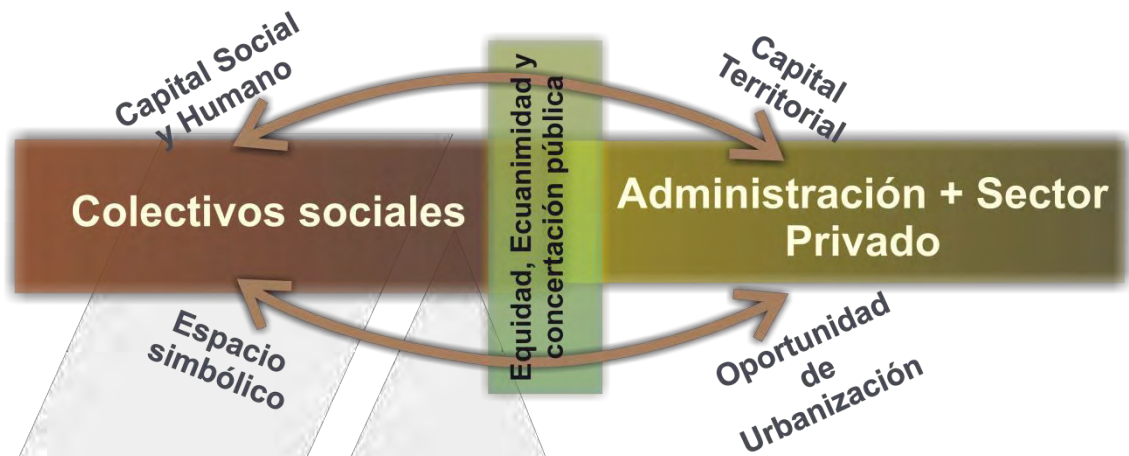 Capital Social
y Humano
Colectivos sociales
Espacio
simbólico
Equidad, Ecuanimidad y
concertación pública
Capital
Territorial
Administración + Sector
Privado
Oportunidad
de
Urbanización